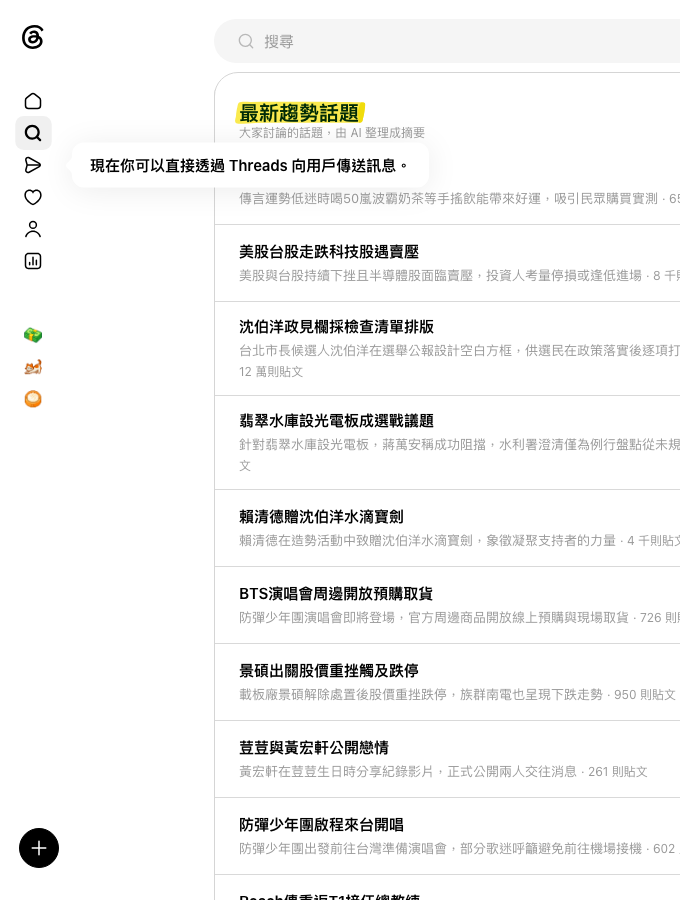 搜尋
最新趨勢話題
大家討論的話題，由 AI 整理成摘要
現在你可以直接透過 Threads 向用戶傳送訊息。
傳言運勢低迷時喝50嵐波霸奶茶等手搖飲能帶來好運，吸引民眾購買實測 · 65
美股台股走跌科技股遇賣壓
美股與台股持續下挫且半導體股面臨賣壓，投資人考量停損或逢低進場 · 8 千則
沈伯洋政見欄採檢查清單排版
台北市長候選人沈伯洋在選舉公報設計空白方框，供選民在政策落實後逐項打
12 萬則貼文
翡翠水庫設光電板成選戰議題
針對翡翠水庫設光電板，蔣萬安稱成功阻擋，水利署澄清僅為例行盤點從未規
文
賴清德贈沈伯洋水滴寶劍
賴清德在造勢活動中致贈沈伯洋水滴寶劍，象徵凝聚支持者的力量 · 4 千則貼文
BTS演唱會周邊開放預購取貨
防彈少年團演唱會即將登場，官方周邊商品開放線上預購與現場取貨 · 726 則
景碩出關股價重挫觸及跌停
載板廠景碩解除處置後股價重挫跌停，族群南電也呈現下跌走勢 · 950 則貼文
荳荳與黃宏軒公開戀情
黃宏軒在荳荳生日時分享紀錄影片，正式公開兩人交往消息 · 261 則貼文
防彈少年團啟程來台開唱
防彈少年團出發前往台灣準備演唱會，部分歌迷呼籲避免前往機場接機 · 602